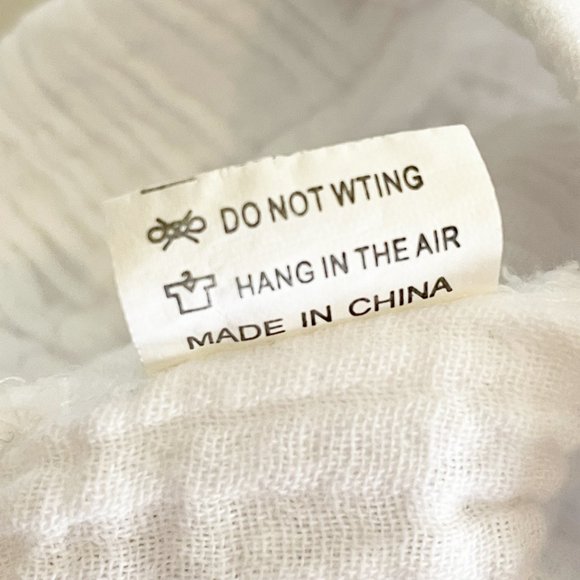 DO NOT WTING
HANG IN THE AIR
MADE IN CHINA